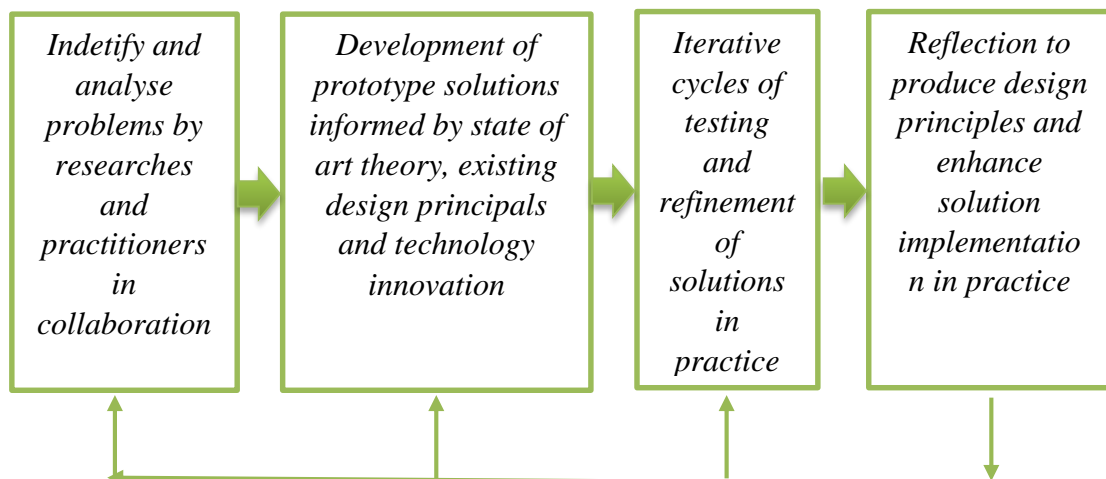 Indetify and
analyse
problems by
researches
and
practitioners
in
collaboration
Development of
prototype solutions
informed by state of
art theory, existing
design principals
and technology
innovation
Iterative
cycles of
testing
and
refinement
of
solutions
in
practice
Reflection to
produce design
principles and
enhance
solution
implementatio
n in practice